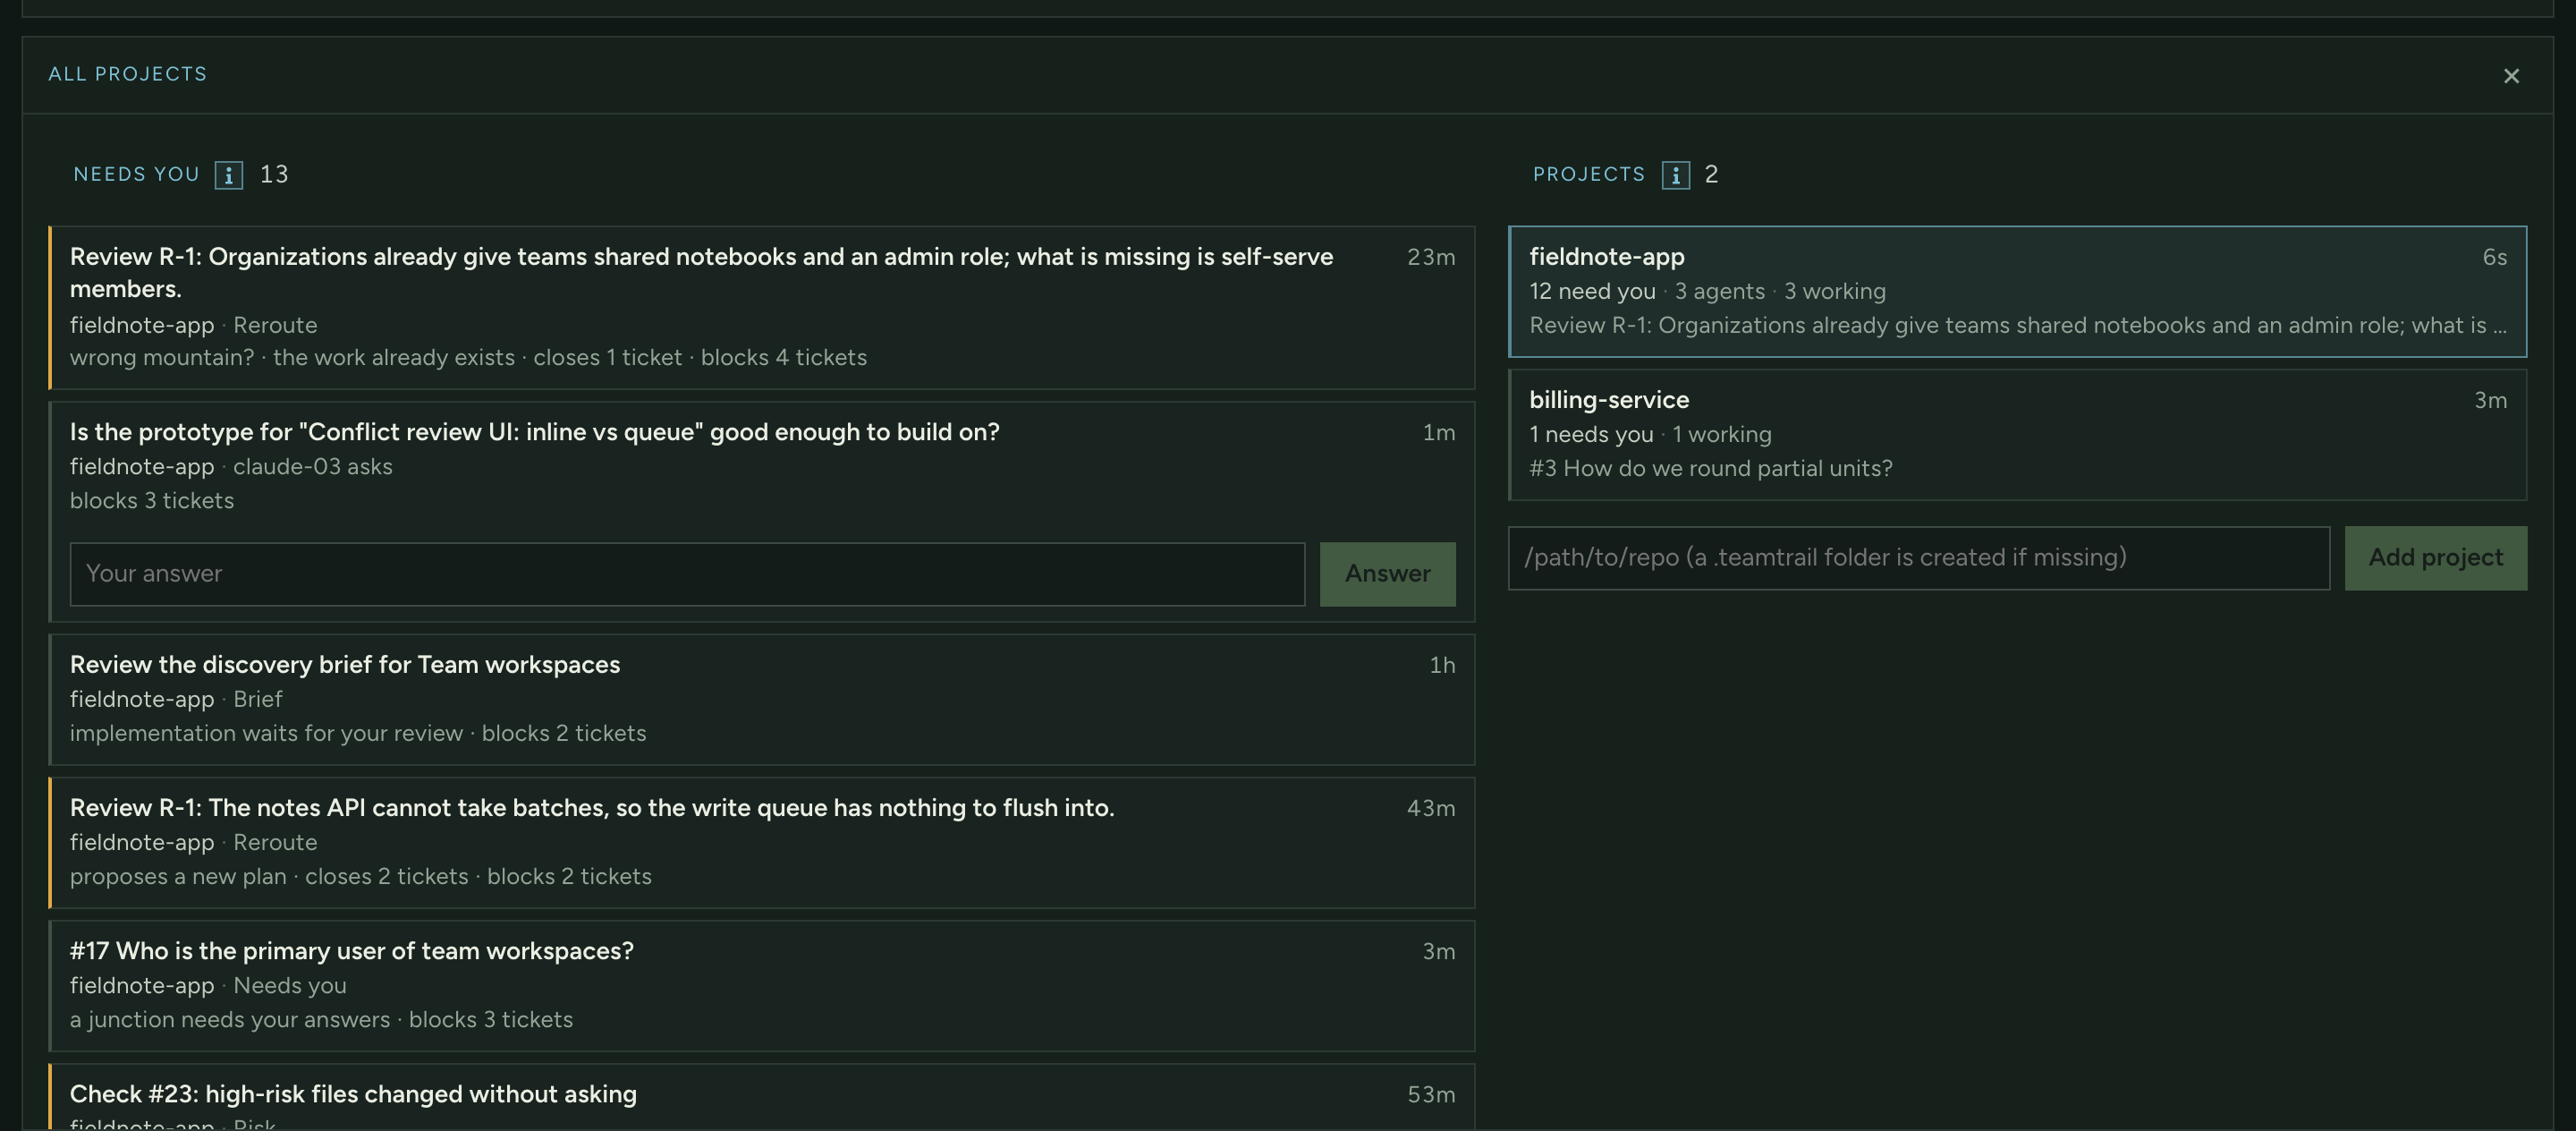 ALL PROJECTS
×
NEEDS YOU i 13
Review R-1: Organizations already give teams shared notebooks and an admin role; what is missing is self-serve 23m
members.
fieldnote-app · Reroute
wrong mountain? · the work already exists · closes 1 ticket · blocks 4 tickets
Is the prototype for "Conflict review UI: inline vs queue" good enough to build on? 1m
fieldnote-app · claude-03 asks
blocks 3 tickets
Your answer Answer
Review the discovery brief for Team workspaces 1h
fieldnote-app · Brief
implementation waits for your review · blocks 2 tickets
Review R-1: The notes API cannot take batches, so the write queue has nothing to flush into. 43m
fieldnote-app · Reroute
proposes a new plan · closes 2 tickets · blocks 2 tickets
#17 Who is the primary user of team workspaces? 3m
fieldnote-app · Needs you
a junction needs your answers · blocks 3 tickets
Check #23: high-risk files changed without asking 53m
fieldnote-app · Risk
PROJECTS i 2
fieldnote-app 6s
12 need you · 3 agents · 3 working
Review R-1: Organizations already give teams shared notebooks and an admin role; what is ...
billing-service 3m
1 needs you · 1 working
#3 How do we round partial units?
/path/to/repo (a .teamtrail folder is created if missing) Add project